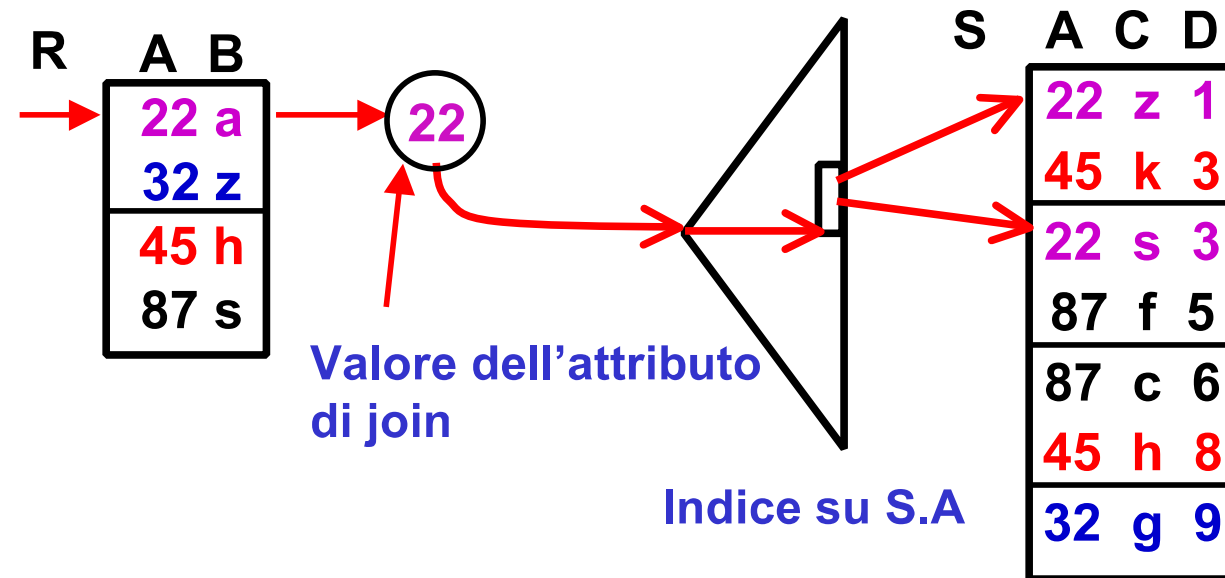 R
A B
22 a
32 z
45 h
87 s
22
Valore dell'attributo
di join
Indice su S.A
S
A C D
22 z 1
45 k 3
22 s 3
87 f 5
87 c 6
45 h 8
32 g 9